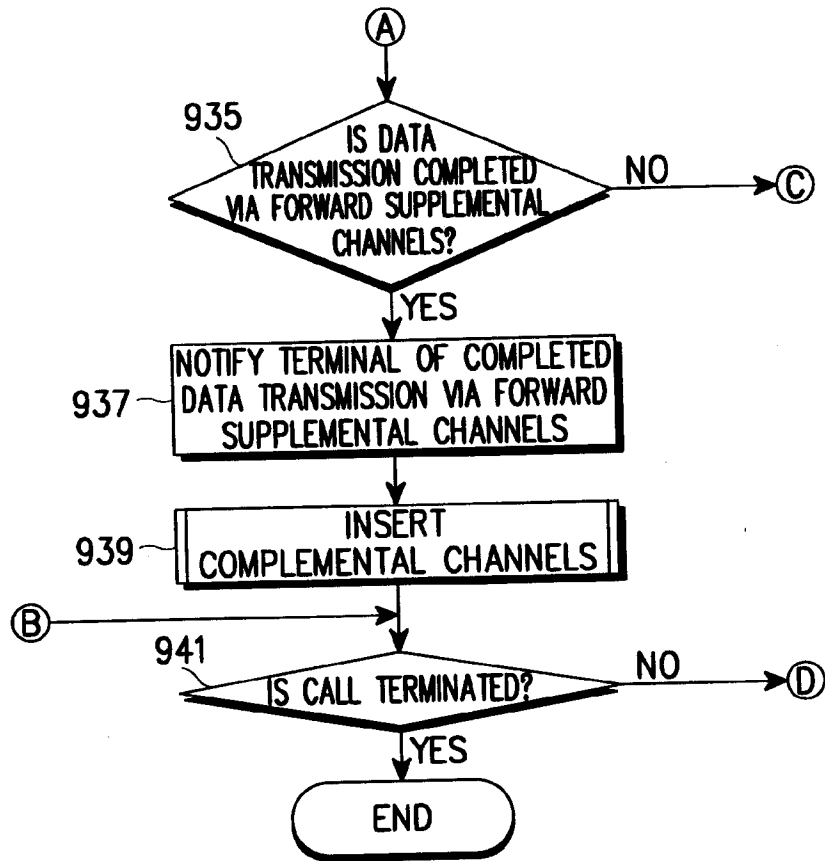 A
935
IS DATA
TRANSMISSION COMPLETED
VIA FORWARD SUPPLEMENTAL
CHANNELS?
NO
C
YES
937
NOTIFY TERMINAL OF COMPLETED
DATA TRANSMISSION VIA FORWARD
SUPPLEMENTAL CHANNELS
939
INSERT
COMPLEMENTAL CHANNELS
B
941
IS CALL TERMINATED?
NO
D
YES
END